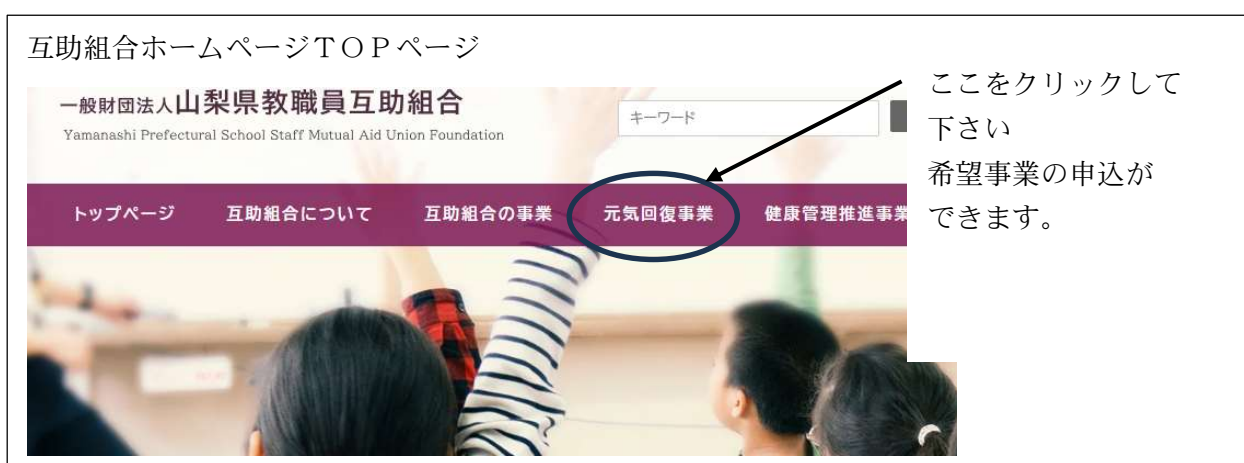 互助組合ホームページＴＯＰページ
一般財団法人山梨県教職員互助組合
Yamanashi Prefectural School Staff Mutual Aid Union Foundation
キーワード
トップページ 互助組合について 互助組合の事業 元気回復事業 健康管理推進事業
ここをクリックして
下さい
希望事業の申込が
できます。